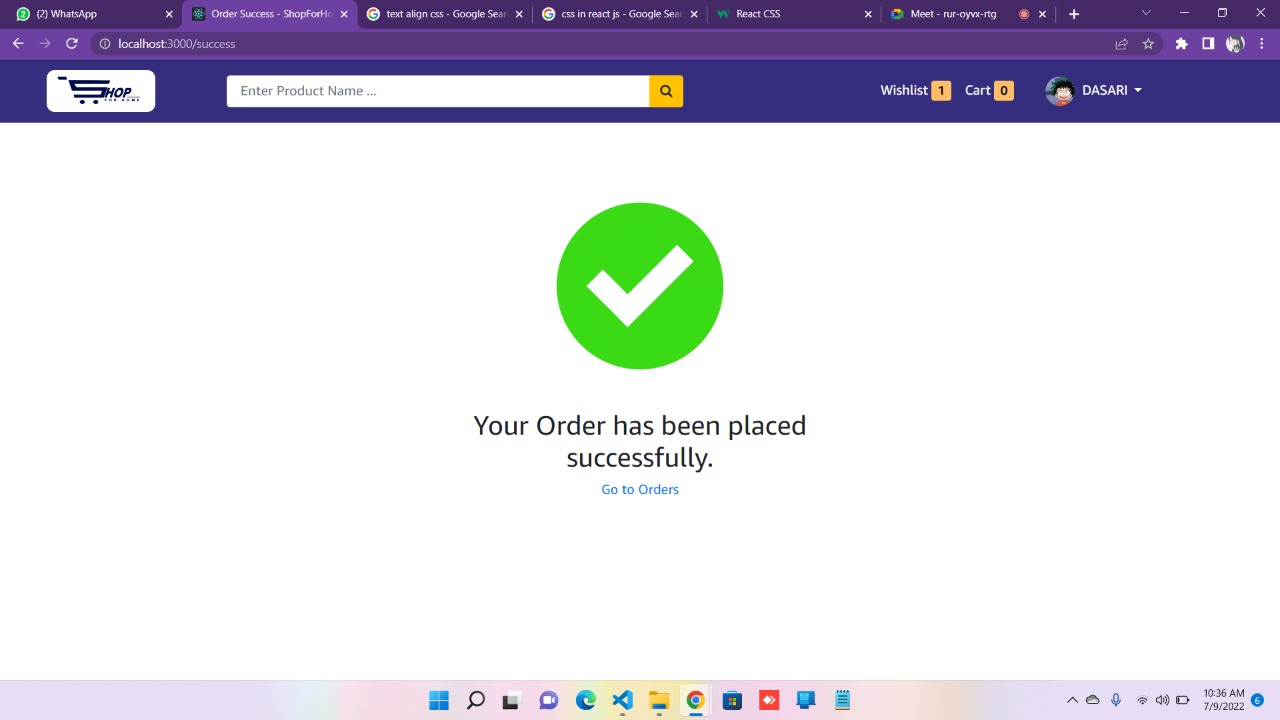 (2) WhatsApp
Order Success - ShopForHo
text align css - Google Sear
css in react js - Google Sear
React CSS
Meet - rur-oyvx-rtg
localhost:3000/success
HOP
FOR HOME
Enter Product Name ...
Wishlist 1
Cart 0
DASARI
Your Order has been placed
successfully.
Go to Orders
10:36 AM
7/9/2022
6